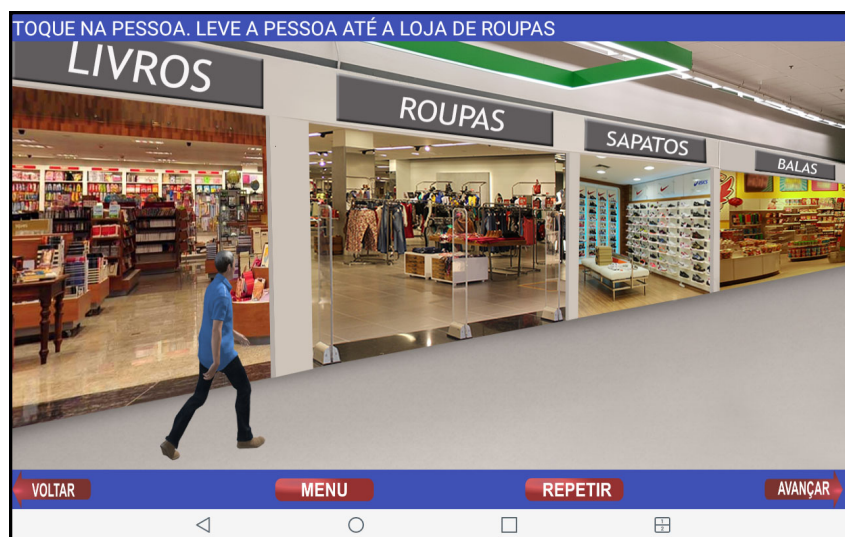 TOQUE NA PESSOA. LEVE A PESSOA ATÉ A LOJA DE ROUPAS
LIVROS
ROUPAS
SAPATOS
BALAS
VOLTAR
MENU
REPETIR
AVANÇAR